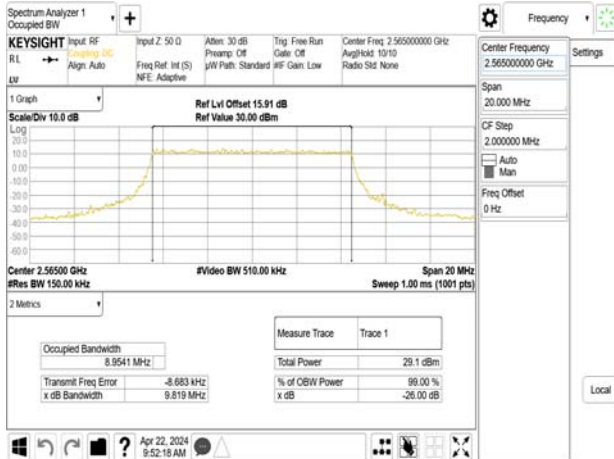 Spectrum Analyzer 1
Occupied BW
Frequency
KEYSIGHT
Input: RF
Coupling: DC
Align: Auto
RL
Input Z: 50 Ω
Freq Ref: Int (S)
NFE: Adaptive
Atten: 30 dB
Preamp: Off
µW Path: Standard
Trig: Free Run
Gate: Off
#IF Gain: Low
Center Freq: 2.565000000 GHz
Avg|Hold: 10/10
Radio Std: None
Center Frequency
2.565000000 GHz
Settings
Span
20.000 MHz
CF Step
2.000000 MHz
Auto
Man
Freq Offset
0 Hz
Local
1 Graph
Scale/Div 10.0 dB
Ref Lvl Offset 15.91 dB
Ref Value 30.00 dBm
Log
20.0
10.0
0.00
-10.0
-20.0
-30.0
-40.0
-50.0
-60.0
Center 2.56500 GHz
#Video BW 510.00 kHz
Span 20 MHz
#Res BW 150.00 kHz
Sweep 1.00 ms (1001 pts)
2 Metrics
Measure Trace
Trace 1
Occupied Bandwidth
8.9541 MHz
Total Power
29.1 dBm
Transmit Freq Error
-8.683 kHz
% of OBW Power
99.00 %
x dB Bandwidth
9.819 MHz
x dB
-26.00 dB
Apr 22, 2024
9:52:18 AM